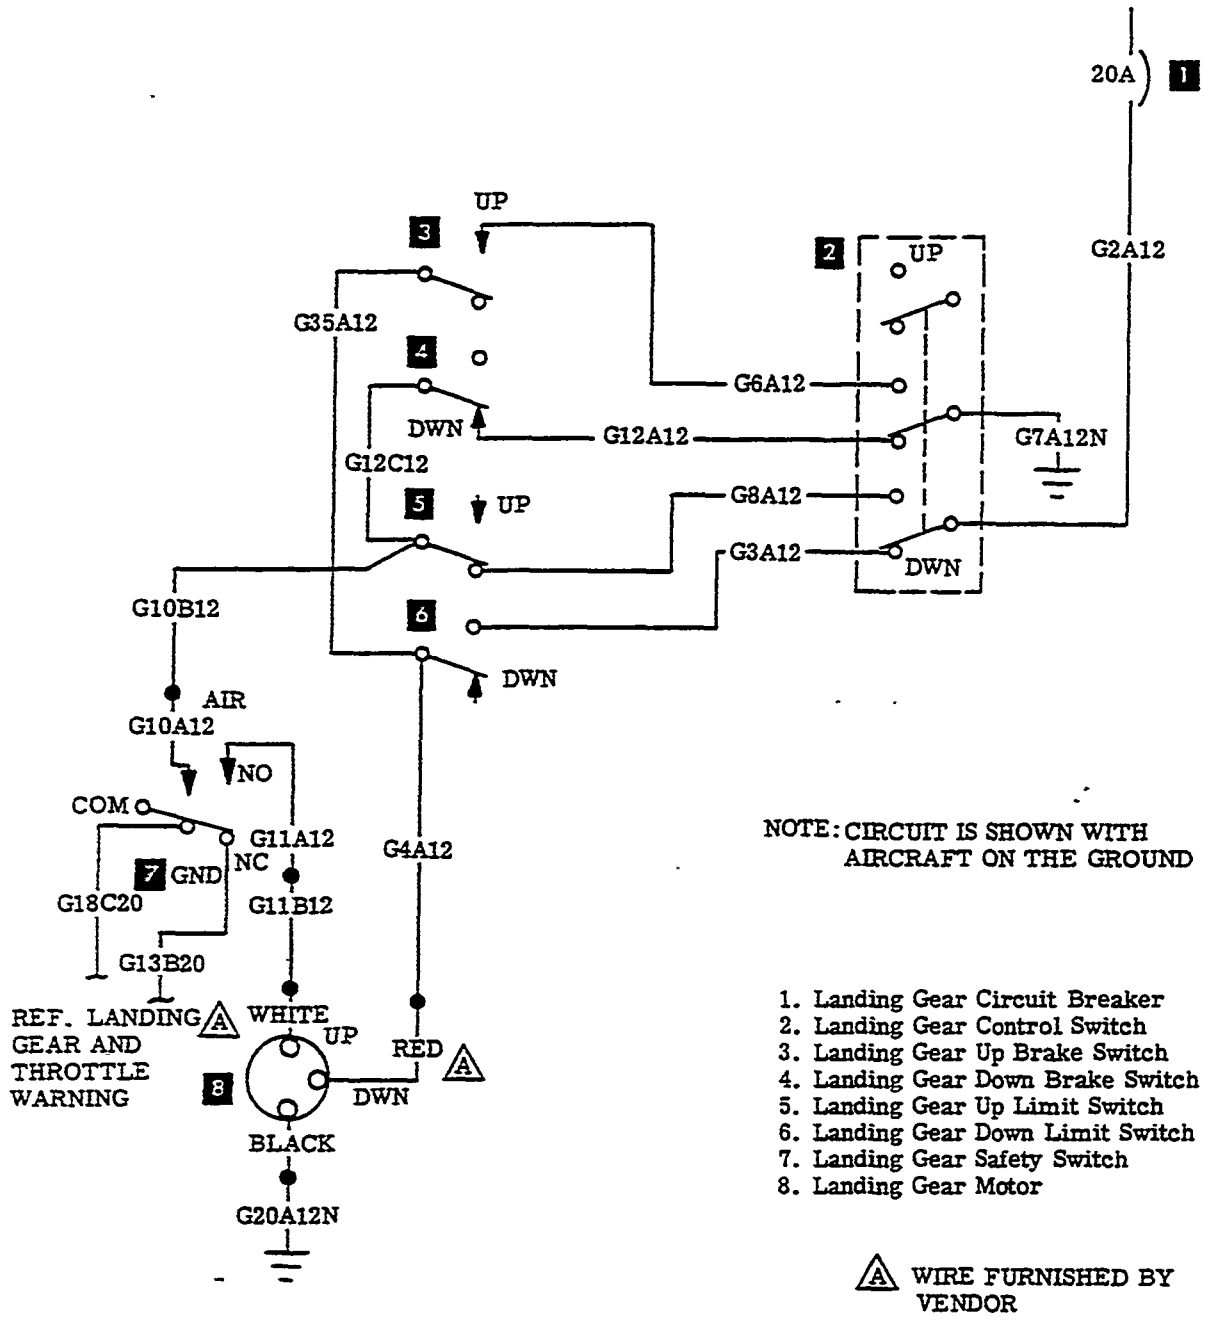 20A
1
UP
3
2
UP
G2A12
G35A12
4
G6A12
DWN
G12A12
G7A12N
G12C12
5
UP
G8A12
G3A12
DWN
G10B12
6
DWN
AIR
G10A12
NO
COM
G11A12
G4A12
NC
7
GND
G18C20
G11B12
G13B20
NOTE: CIRCUIT IS SHOWN WITH
AIRCRAFT ON THE GROUND
REF. LANDING
GEAR AND
THROTTLE
WARNING
A
WHITE
UP
RED
A
8
DWN
BLACK
G20A12N
1. Landing Gear Circuit Breaker
2. Landing Gear Control Switch
3. Landing Gear Up Brake Switch
4. Landing Gear Down Brake Switch
5. Landing Gear Up Limit Switch
6. Landing Gear Down Limit Switch
7. Landing Gear Safety Switch
8. Landing Gear Motor
A WIRE FURNISHED BY
VENDOR